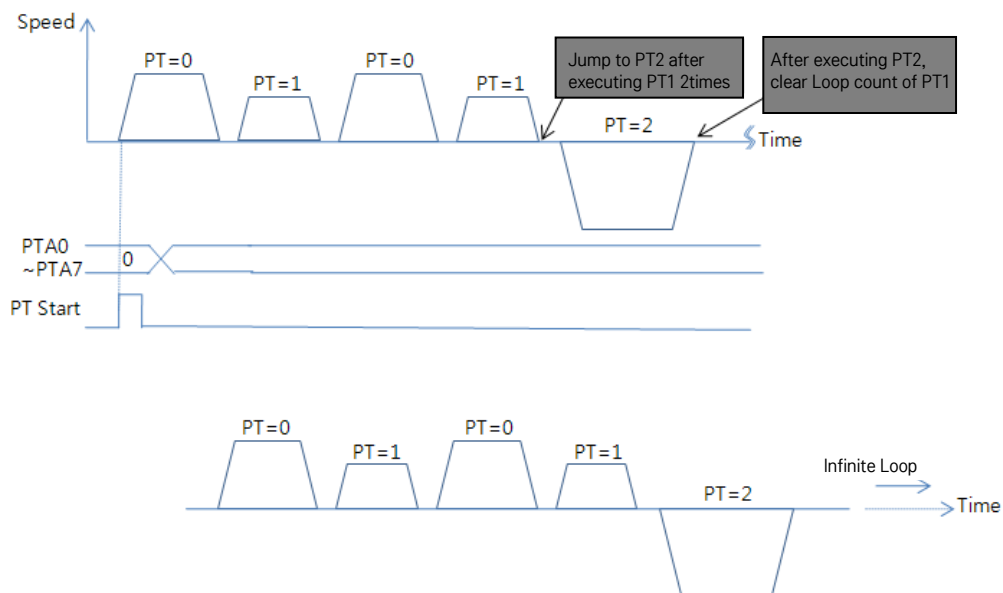 Speed
PT=0
PT=1
PT=0
PT=1
Jump to PT2 after
executing PT1 2times
After executing PT2,
clear Loop count of PT1
PT=2
Time
PTA0
~PTA7
0
PT Start
PT=0
PT=1
PT=0
PT=1
PT=2
Infinite Loop
Time